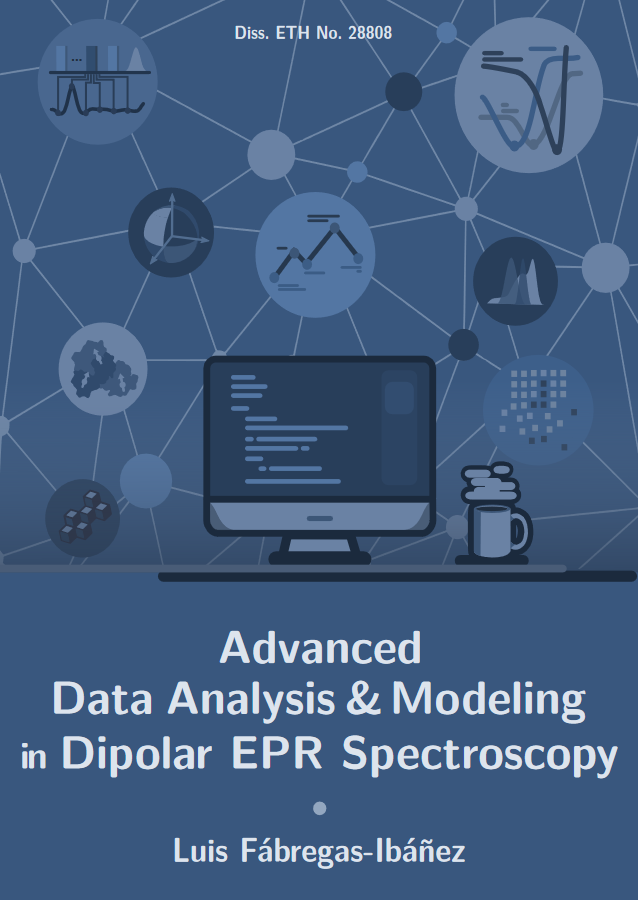 Diss. ETH No. 28808
Advanced
Data Analysis & Modeling
in Dipolar EPR Spectroscopy
Luis Fábregas-Ibáñez